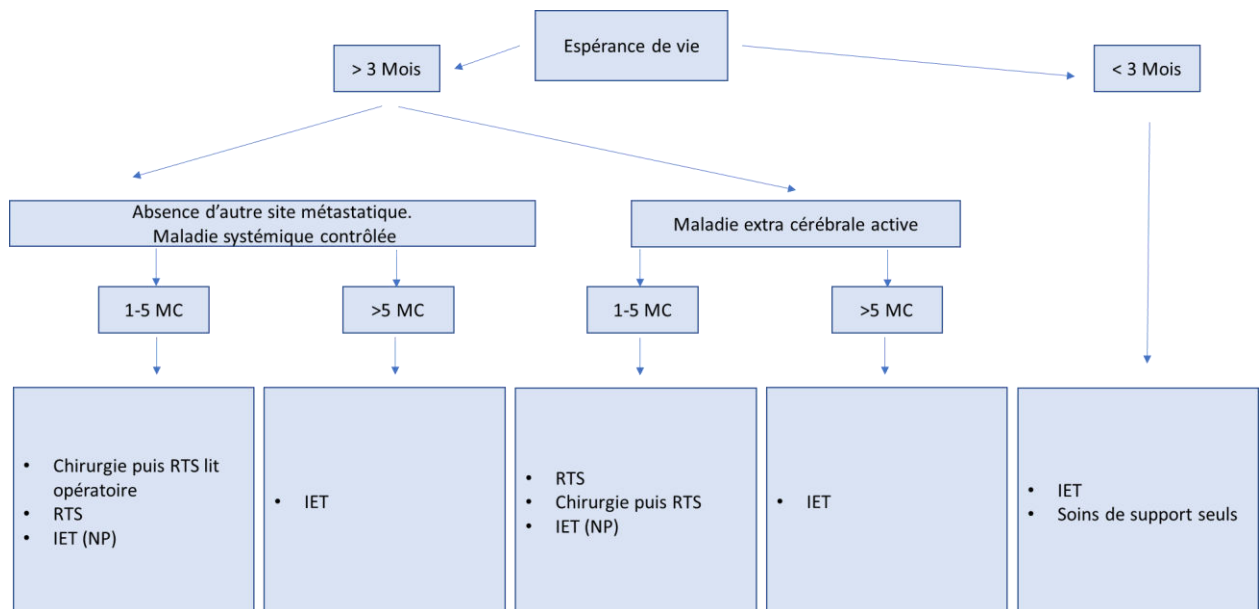 Espérance de vie
> 3 Mois
< 3 Mois
Absence d'autre site métastatique.
Maladie systémique contrôlée
Maladie extra cérébrale active
1-5 MC
>5 MC
1-5 MC
>5 MC
• Chirurgie puis RTS lit
opératoire
• RTS
• IET (NP)
• IET
• RTS
• Chirurgie puis RTS
• IET (NP)
• IET
• IET
• Soins de support seuls